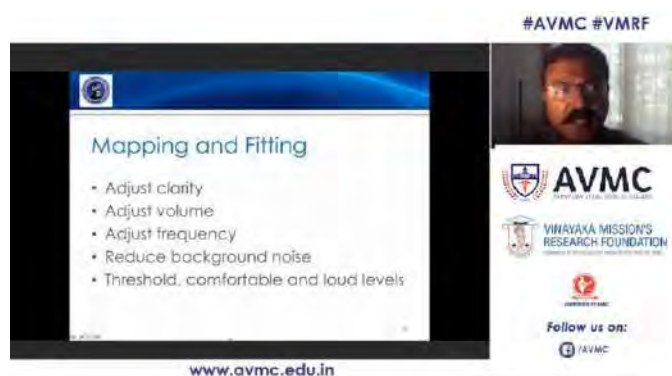 #AVMC #VMRF
Mapping and Fitting
• Adjust clarity
• Adjust volume
• Adjust frequency
• Reduce background noise
• Threshold, comfortable and loud levels
AVMC
VINAYAKA MISSION'S
RESEARCH FOUNDATION
Follow us on:
/AVMC
www.avmc.edu.in